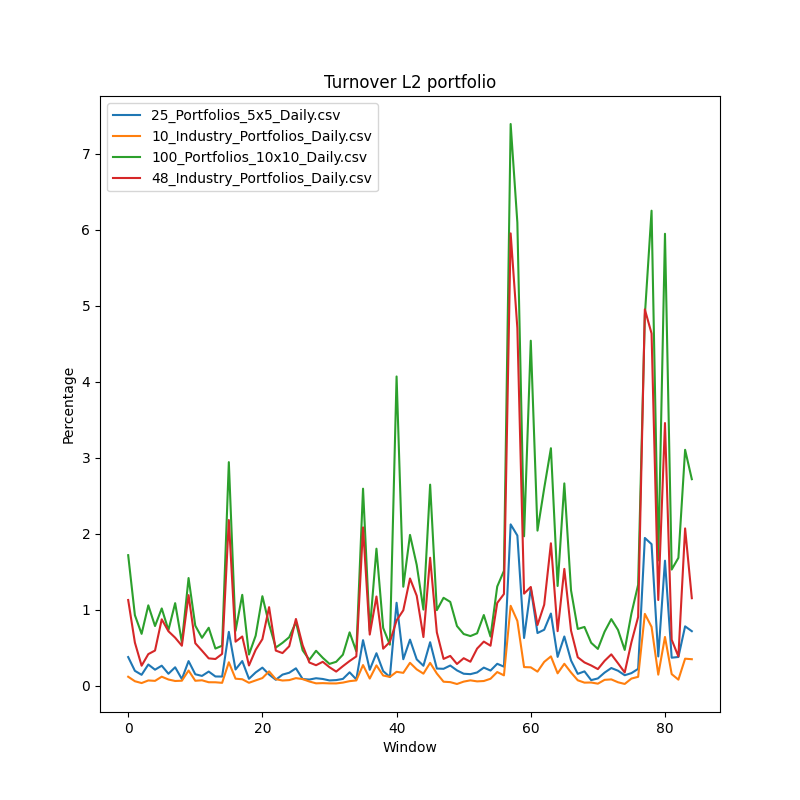 Turnover L2 portfolio
25_Portfolios_5x5_Daily.csv
10_Industry_Portfolios_Daily.csv
100_Portfolios_10x10_Daily.csv
48_Industry_Portfolios_Daily.csv
7
6
5
4
3
2
1
0
Percentage
0 20 40 60 80
Window